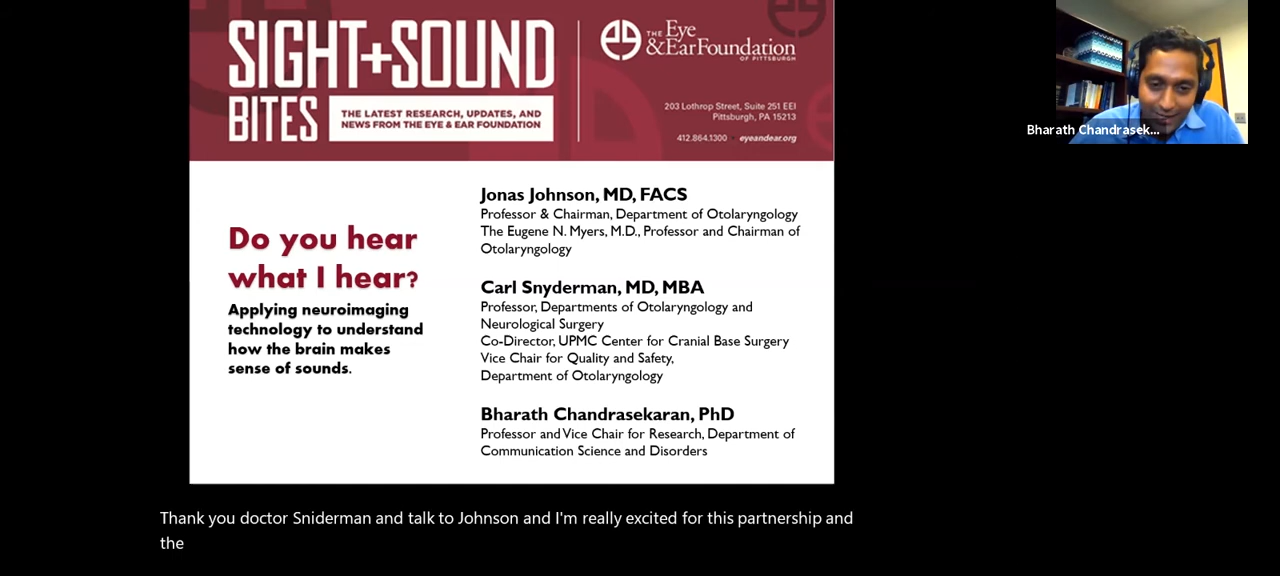 SIGHT+SOUND
BITES
THE LATEST RESEARCH, UPDATES, AND
NEWS FROM THE EYE & EAR FOUNDATION
THE Eye
& Ear Foundation
OF PITTSBURGH
203 Lothrop Street, Suite 251 EEI
Pittsburgh, PA 15213
412.864.1300 • eyeandear.org
Bharath Chandrasek...
Do you hear
what I hear?
Applying neuroimaging
technology to understand
how the brain makes
sense of sounds.
Jonas Johnson, MD, FACS
Professor & Chairman, Department of Otolaryngology
The Eugene N. Myers, M.D., Professor and Chairman of
Otolaryngology
Carl Snyderman, MD, MBA
Professor, Departments of Otolaryngology and
Neurological Surgery
Co-Director, UPMC Center for Cranial Base Surgery
Vice Chair for Quality and Safety,
Department of Otolaryngology
Bharath Chandrasekaran, PhD
Professor and Vice Chair for Research, Department of
Communication Science and Disorders
Thank you doctor Sniderman and talk to Johnson and I'm really excited for this partnership and
the